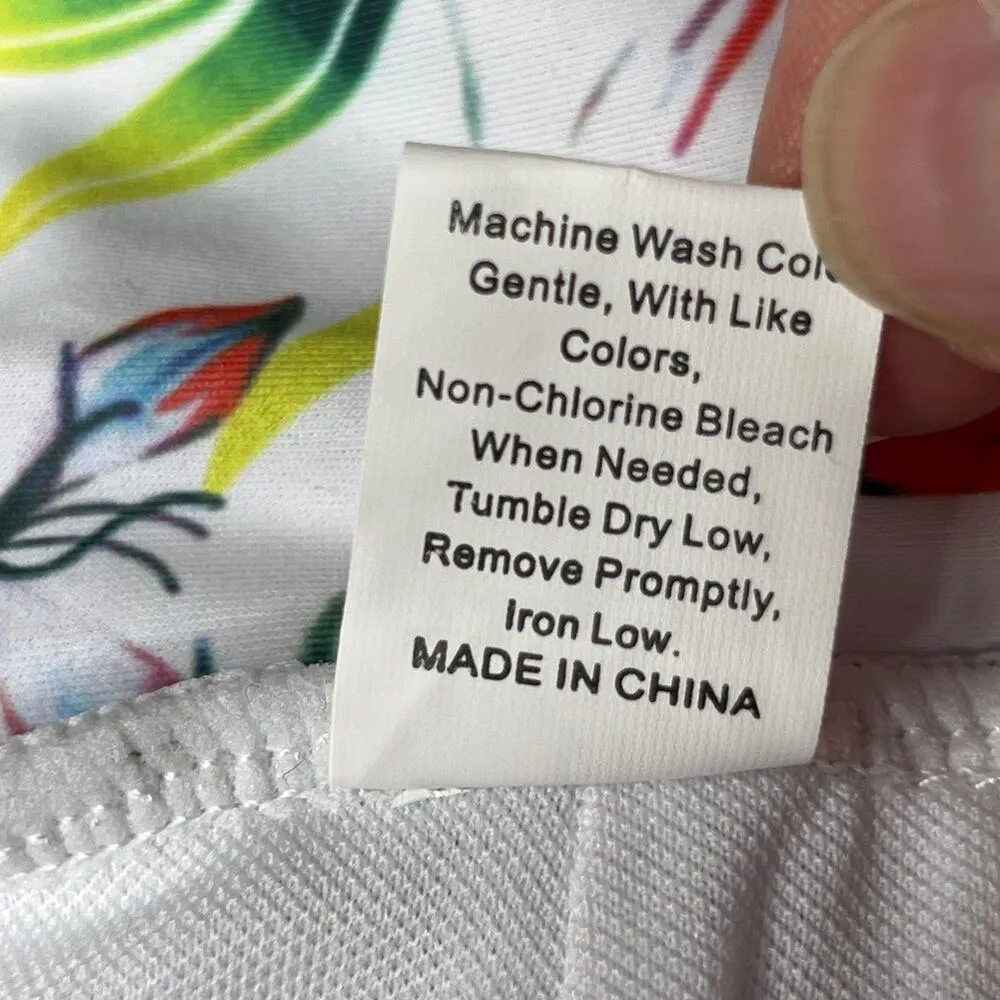 Machine Wash Col
Gentle, With Like
Colors,
Non-Chlorine Bleach
When Needed,
Tumble Dry Low,
Remove Promptly,
Iron Low.
MADE IN CHINA